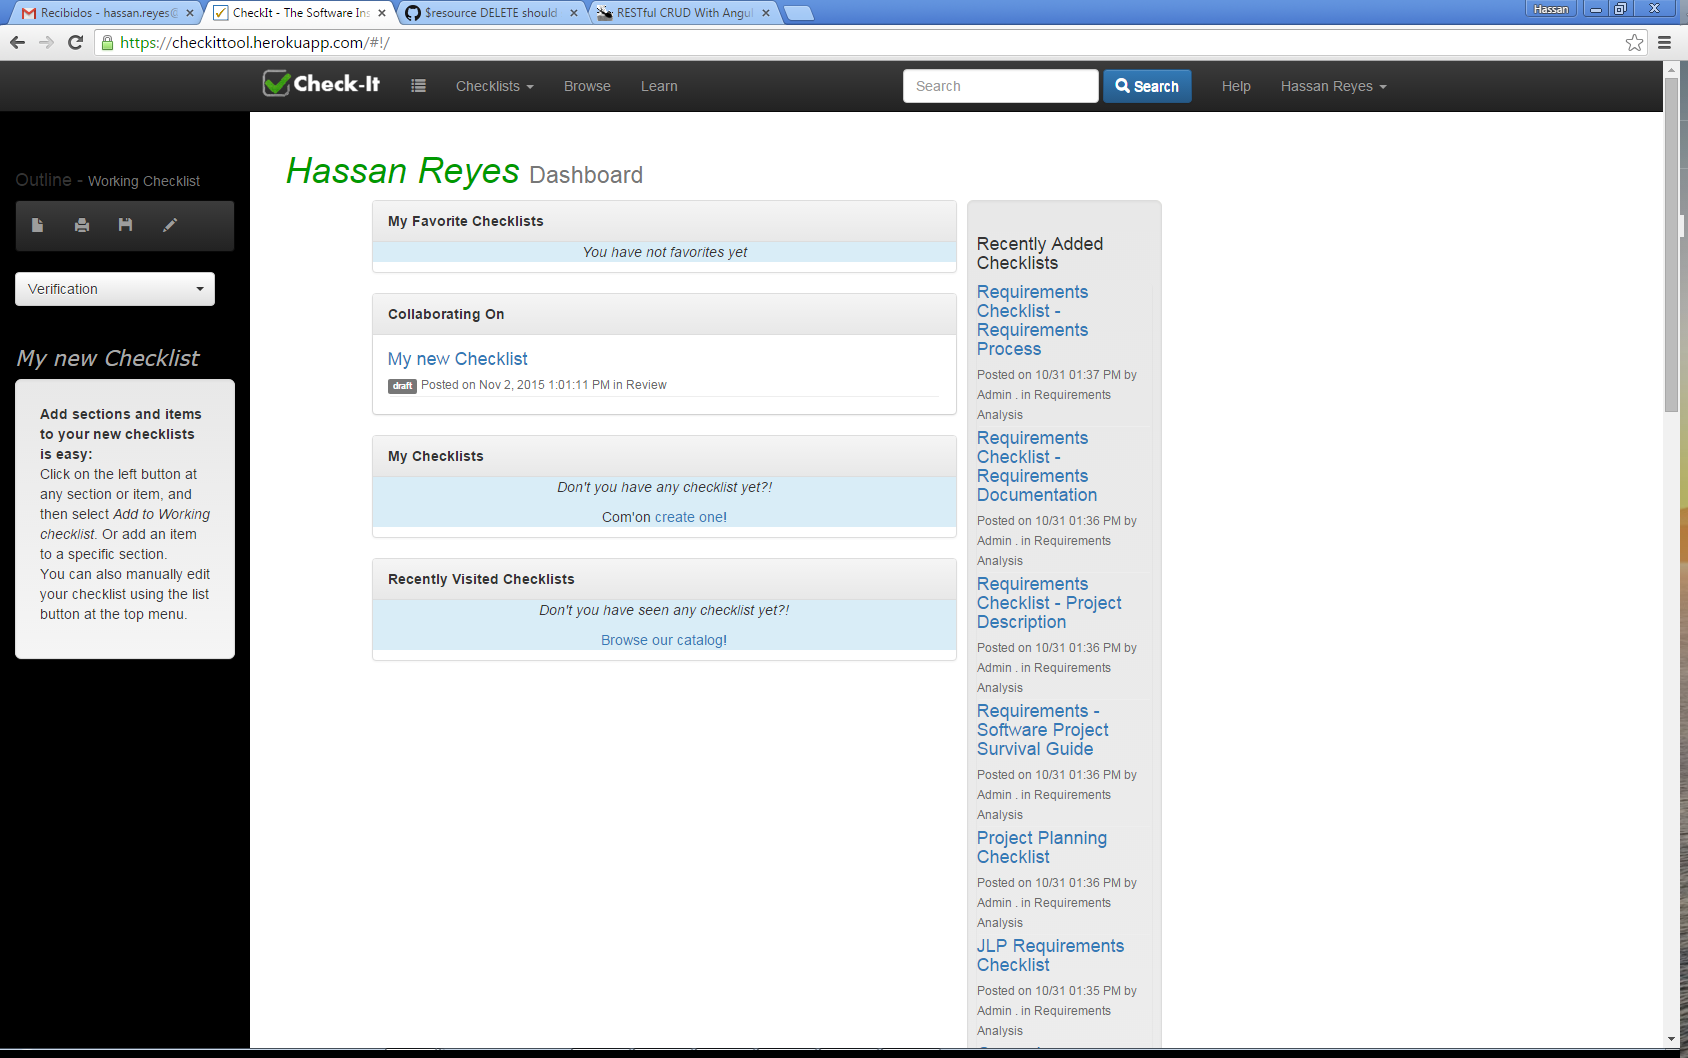 Recibidos - hassan.reyes@
CheckIt - The Software Ins
$resource DELETE should
RESTful CRUD With Angul
Hassan
https://checkittool.herokuapp.com/#!/
Check-It
Checklists
Browse
Learn
Search
Search
Help
Hassan Reyes
Outline - Working Checklist
Verification
My new Checklist
Add sections and items
to your new checklists
is easy:
Click on the left button at
any section or item, and
then select Add to Working
checklist. Or add an item
to a specific section.
You can also manually edit
your checklist using the list
button at the top menu.
Hassan Reyes Dashboard
My Favorite Checklists
You have not favorites yet
Collaborating On
My new Checklist
draft Posted on Nov 2, 2015 1:01:11 PM in Review
My Checklists
Don't you have any checklist yet?!
Com'on create one!
Recently Visited Checklists
Don't you have seen any checklist yet?!
Browse our catalog!
Recently Added
Checklists
Requirements
Checklist -
Requirements
Process
Posted on 10/31 01:37 PM by
Admin . in Requirements
Analysis
Requirements
Checklist -
Requirements
Documentation
Posted on 10/31 01:36 PM by
Admin . in Requirements
Analysis
Requirements
Checklist - Project
Description
Posted on 10/31 01:36 PM by
Admin . in Requirements
Analysis
Requirements -
Software Project
Survival Guide
Posted on 10/31 01:36 PM by
Admin . in Requirements
Analysis
Project Planning
Checklist
Posted on 10/31 01:36 PM by
Admin . in Requirements
Analysis
JLP Requirements
Checklist
Posted on 10/31 01:35 PM by
Admin . in Requirements
Analysis